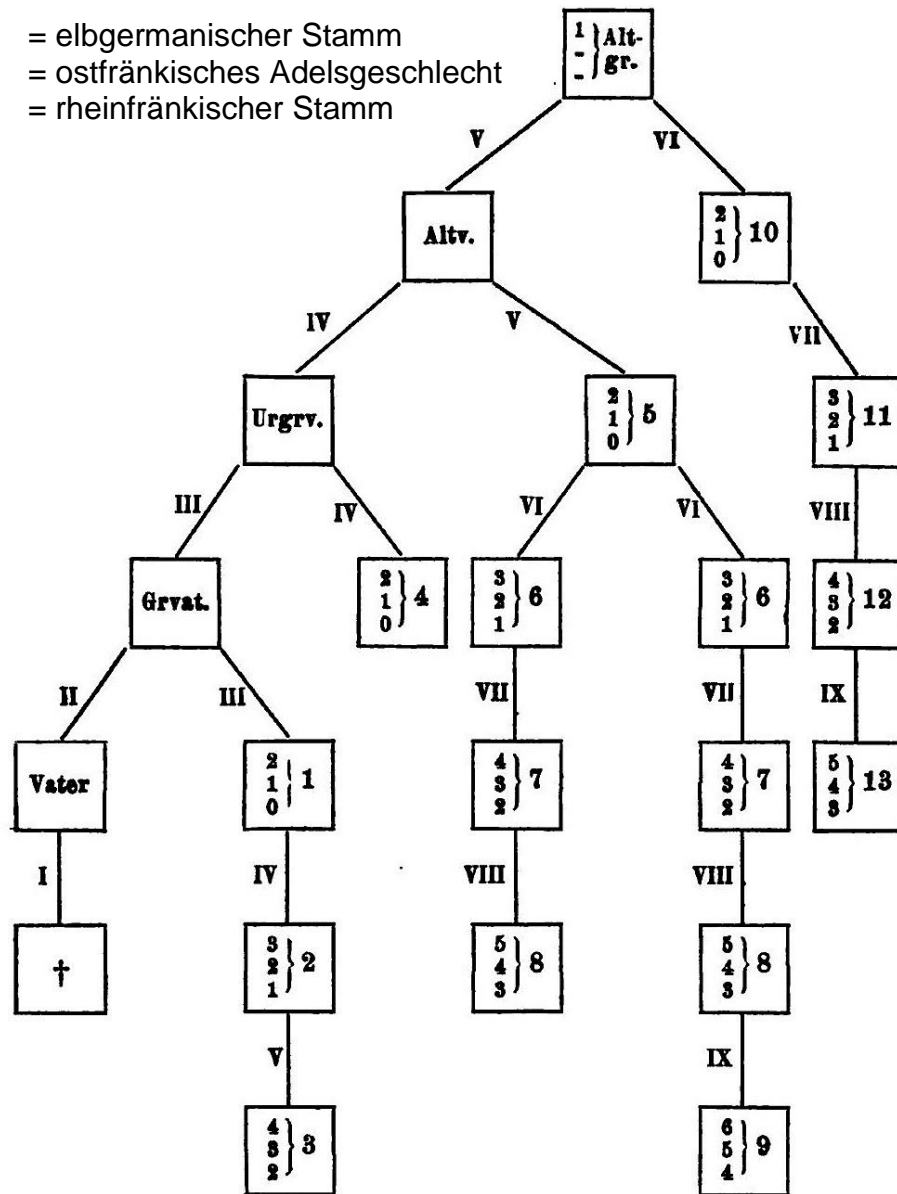 = elbgermanischer Stamm
= ostfränkisches Adelsgeschlecht
= rheinfränkischer Stamm
1
-
-
} Alt-
gr.
V
VI
Altv.
2
1
0
} 10
IV
V
VII
Urgrv.
2
1
0
} 5
3
2
1
} 11
III
IV
VI
VI
VIII
Grvat.
2
1
0
} 4
3
2
1
} 6
3
2
1
} 6
4
3
2
} 12
II
III
VII
VII
IX
Vater
2
1
0
} 1
4
3
2
} 7
4
3
2
} 7
5
4
3
} 13
I
IV
VIII
VIII
†
3
2
1
} 2
5
4
3
} 8
5
4
3
} 8
V
IX
4
3
2
} 3
6
5
4
} 9